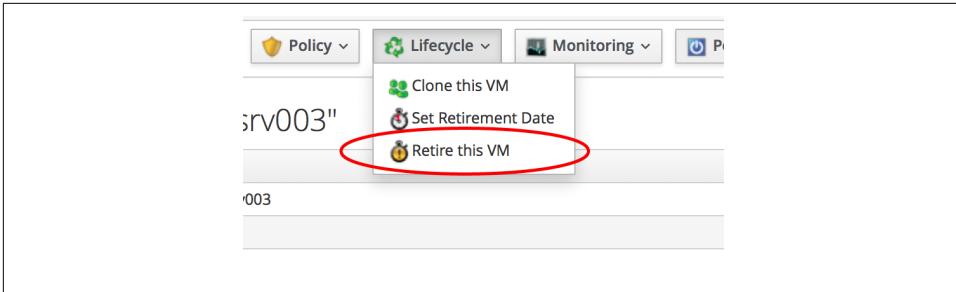 Policy Lifecycle Monitoring
Clone this VM
srv003"
Set Retirement Date
Retire this VM
003